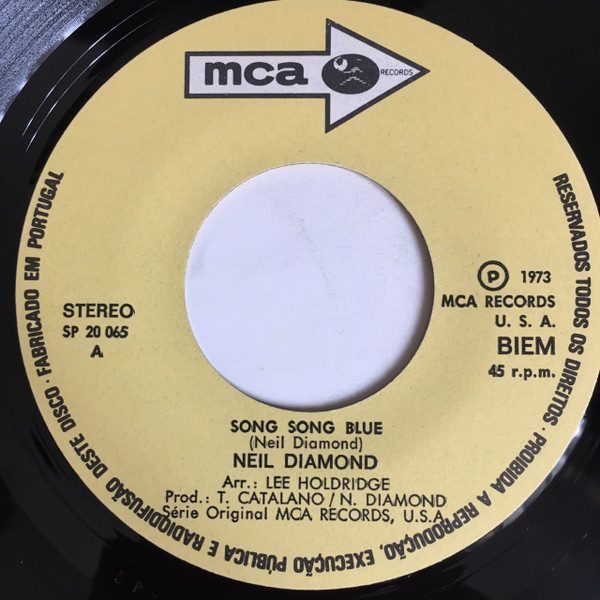 mca RECORDS
STEREO
SP 20 065
A
Ⓟ 1973
MCA RECORDS
U. S. A.
BIEM
45 r.p.m.
SONG SONG BLUE
(Neil Diamond)
NEIL DIAMOND
Arr.: LEE HOLDRIDGE
Prod.: T. CATALANO / N. DIAMOND
Série Original MCA RECORDS, U.S.A.
RESERVADOS TODOS OS DIREITOS · PROIBIDA A REPRODUÇÃO, EXECUÇÃO PÚBLICA E RADIODIFUSÃO DESTE DISCO · FABRICADO EM PORTUGAL